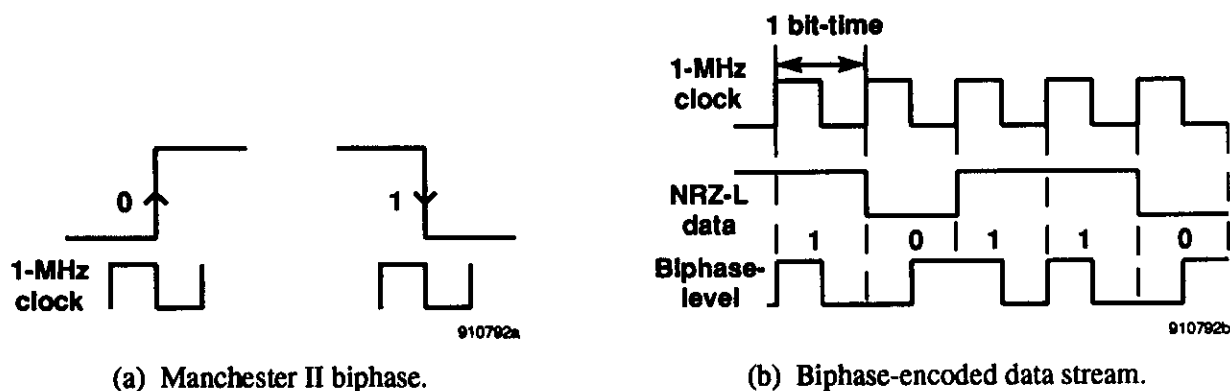 0
1
1-MHz
clock
910792a
(a) Manchester II biphase.
1 bit-time
1-MHz
clock
NRZ-L
data
1 0 1 1 0
Biphase-
level
910792b
(b) Biphase-encoded data stream.